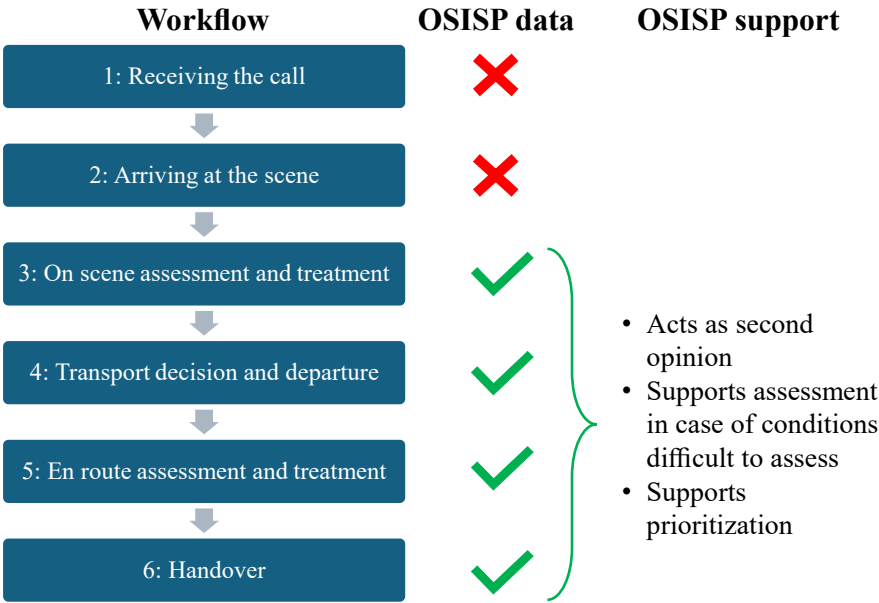 Workflow
OSISP data
OSISP support
1: Receiving the call
2: Arriving at the scene
3: On scene assessment and treatment
4: Transport decision and departure
5: En route assessment and treatment
6: Handover
• Acts as second
opinion
• Supports assessment
in case of conditions
difficult to assess
• Supports
prioritization